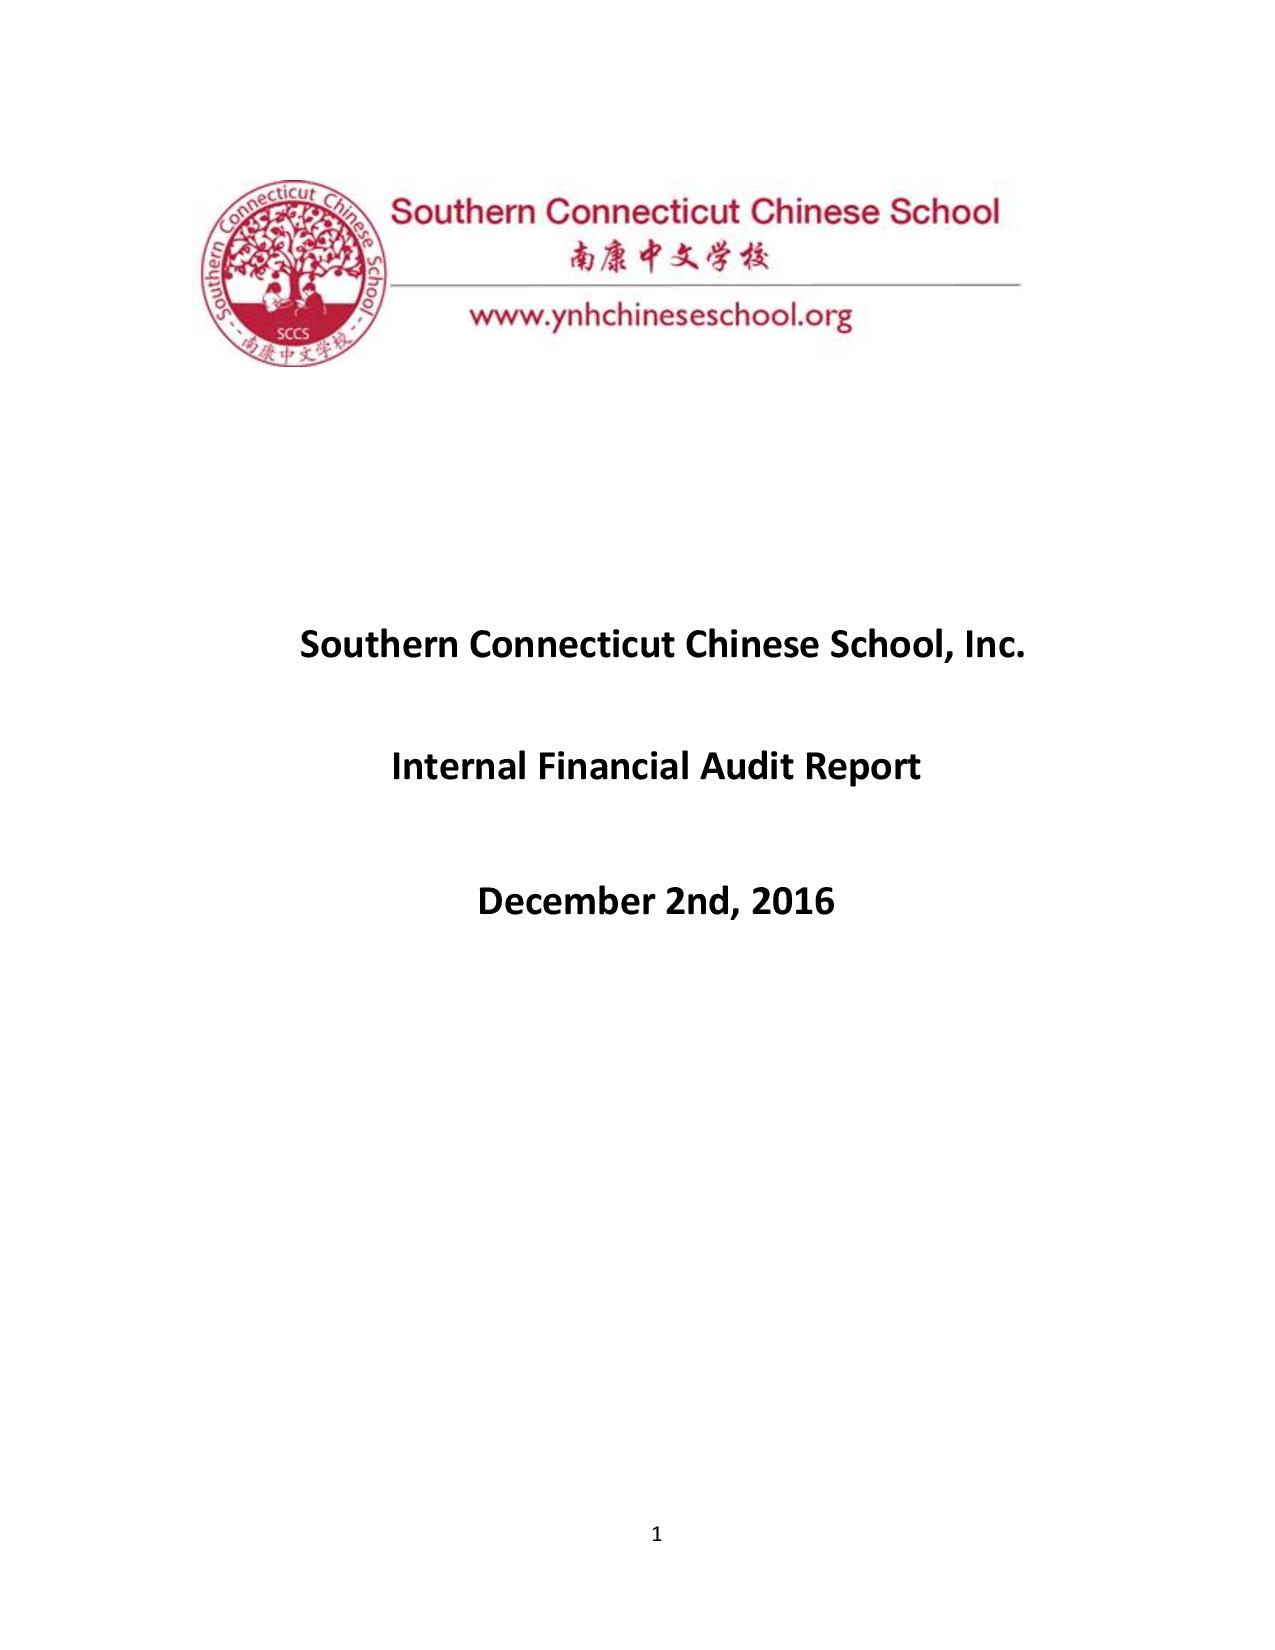 Southern Connecticut Chinese School
SCCS
南康中文学校
Southern Connecticut Chinese School
南康中文学校
www.ynhchineseschool.org
Southern Connecticut Chinese School, Inc.
Internal Financial Audit Report
December 2nd, 2016
1